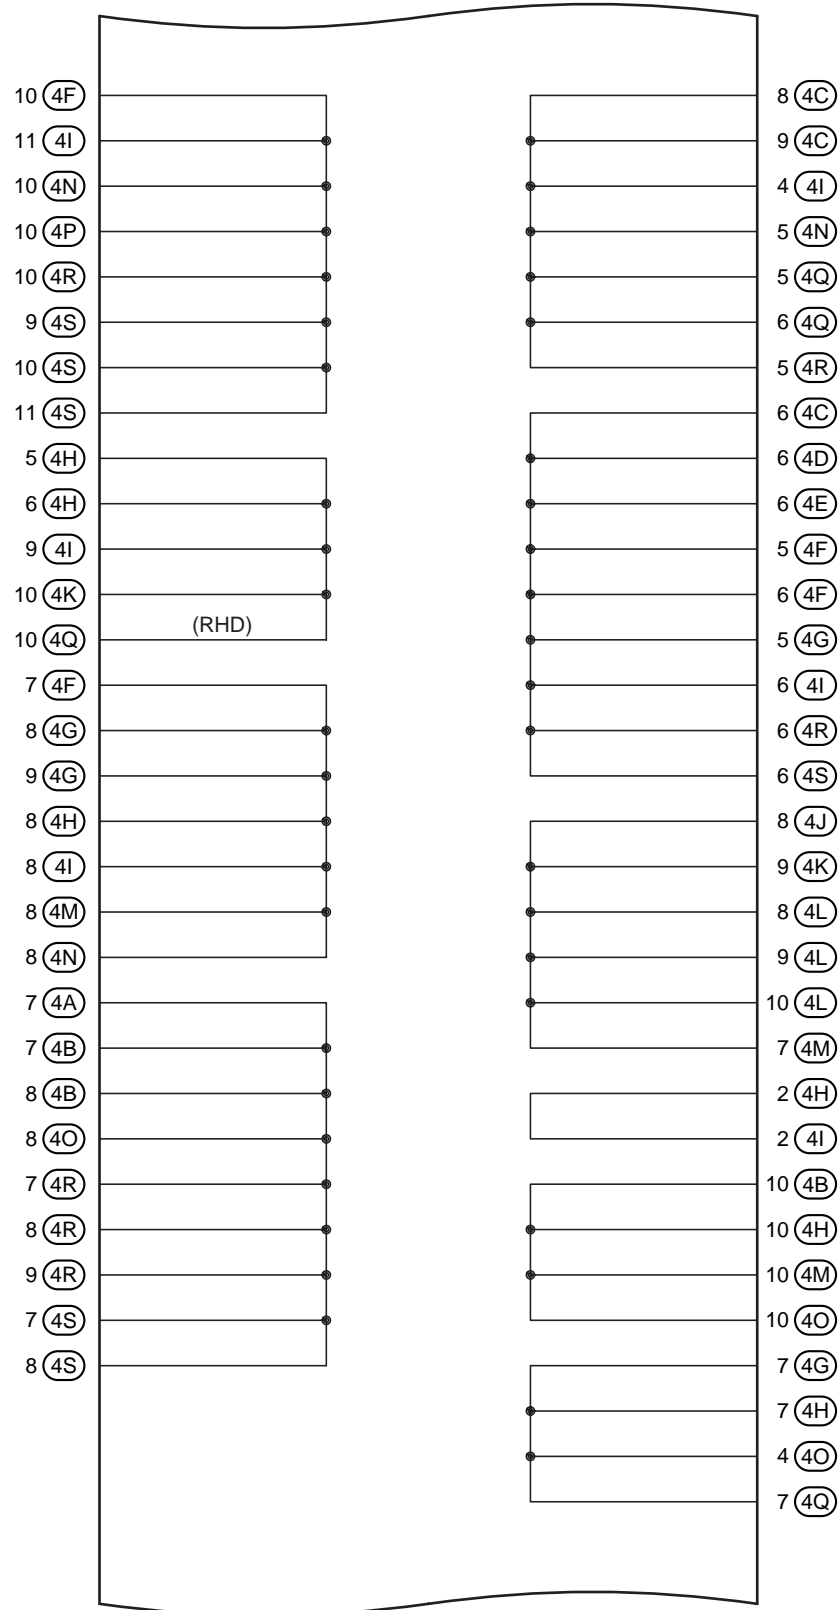 10 4F
11 4I
10 4N
10 4P
10 4R
9 4S
10 4S
11 4S
5 4H
6 4H
9 4I
10 4K
10 4Q
(RHD)
7 4F
8 4G
9 4G
8 4H
8 4I
8 4M
8 4N
7 4A
7 4B
8 4B
8 4O
7 4R
8 4R
9 4R
7 4S
8 4S
8 4C
9 4C
4 4I
5 4N
5 4Q
6 4Q
5 4R
6 4C
6 4D
6 4E
5 4F
6 4F
5 4G
6 4I
6 4R
6 4S
8 4J
9 4K
8 4L
9 4L
10 4L
7 4M
2 4H
2 4I
10 4B
10 4H
10 4M
10 4O
7 4G
7 4H
4 4O
7 4Q